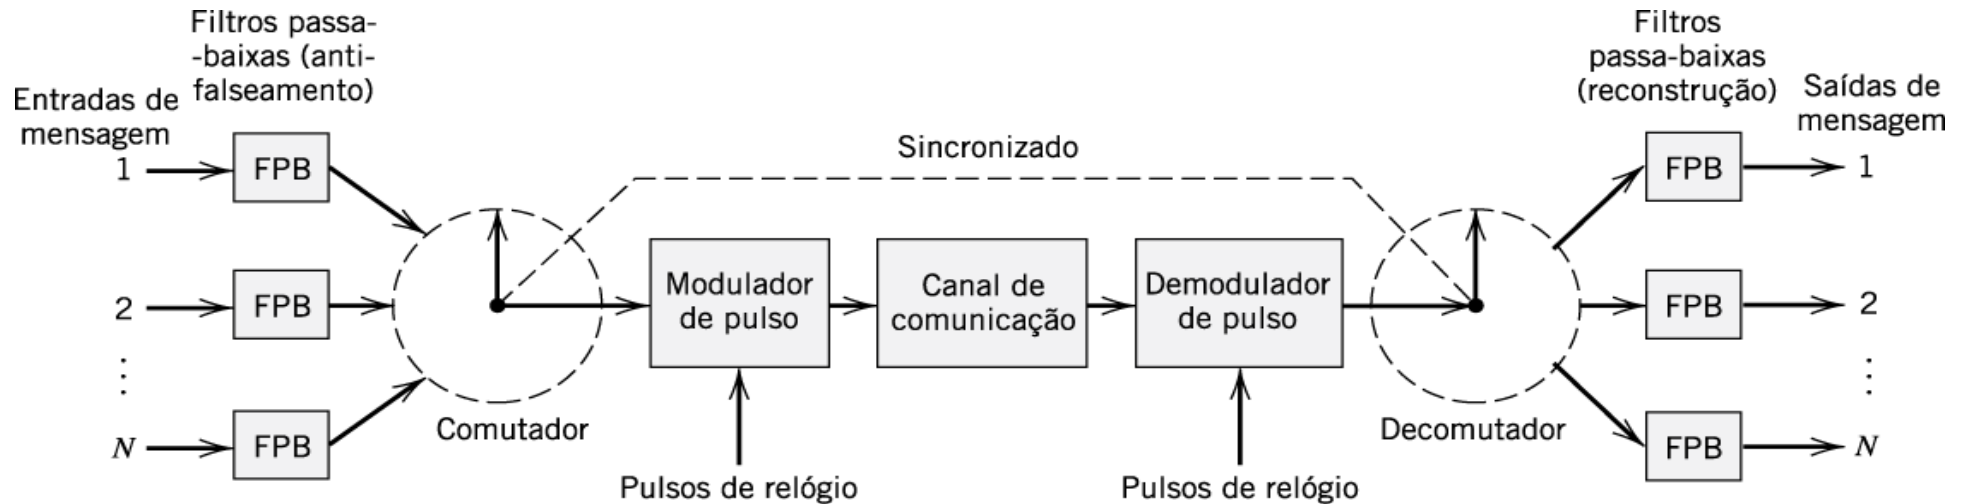 Filtros passa-
-baixas (anti-
falseamento)
Entradas de
mensagem
1
FPB
2
FPB
⋮
N
FPB
Comutador
Sincronizado
Modulador
de pulso
Pulsos de relógio
Canal de
comunicação
Demodulador
de pulso
Pulsos de relógio
Decomutador
Filtros
passa-baixas
(reconstrução)
Saídas de
mensagem
FPB
1
FPB
2
⋮
FPB
N